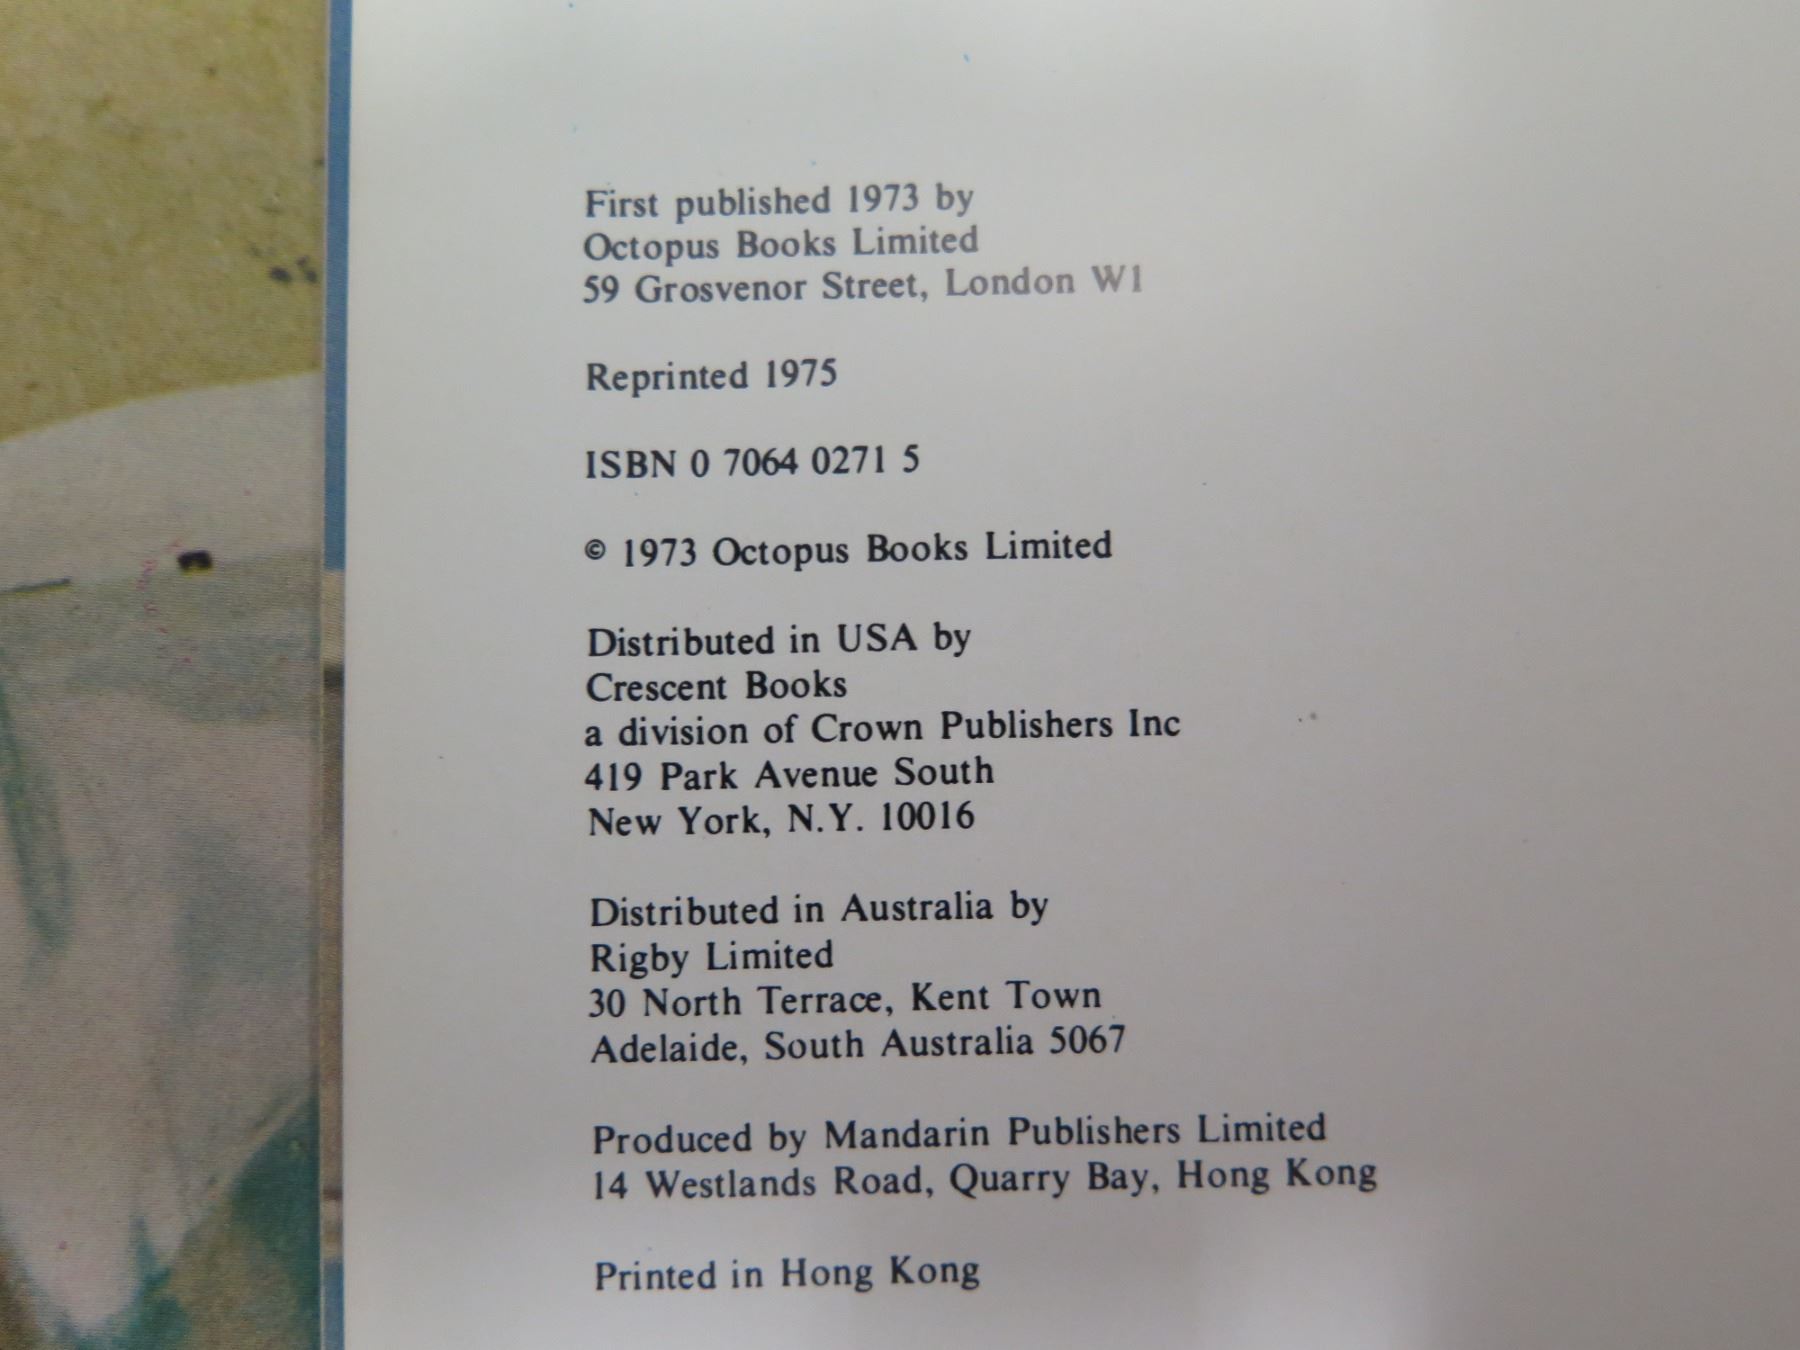 First published 1973 by
Octopus Books Limited
59 Grosvenor Street, London W1
Reprinted 1975
ISBN 0 7064 0271 5
© 1973 Octopus Books Limited
Distributed in USA by
Crescent Books
a division of Crown Publishers Inc
419 Park Avenue South
New York, N.Y. 10016
Distributed in Australia by
Rigby Limited
30 North Terrace, Kent Town
Adelaide, South Australia 5067
Produced by Mandarin Publishers Limited
14 Westlands Road, Quarry Bay, Hong Kong
Printed in Hong Kong